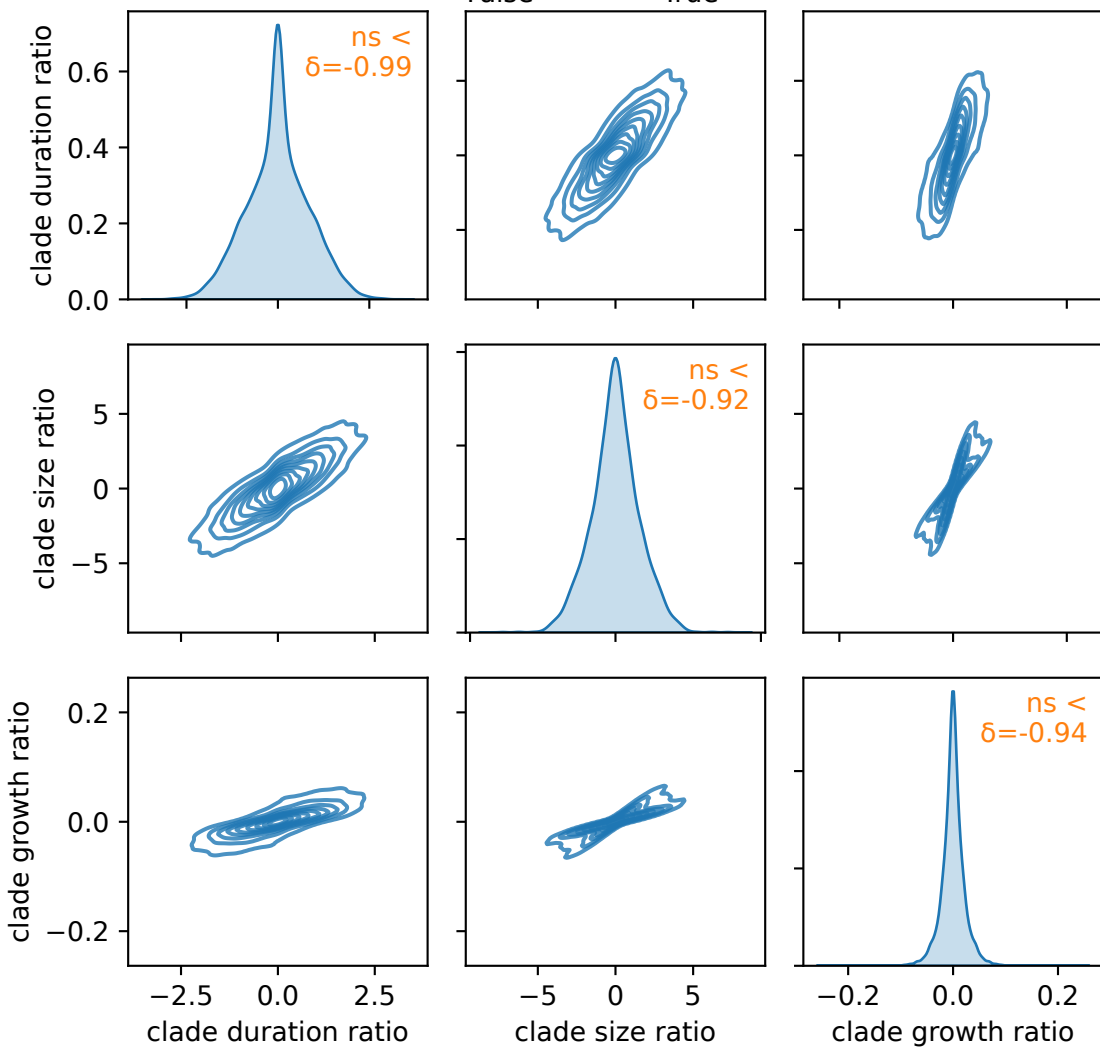 ns <
δ=-0.99
clade duration ratio
0.6
0.4
0.2
0.0
ns <
δ=-0.92
clade size ratio
5
0
−5
ns <
δ=-0.94
clade growth ratio
0.2
0.0
−0.2
−2.5 0.0 2.5
−5 0 5
−0.2 0.0 0.2
clade duration ratio
clade size ratio
clade growth ratio